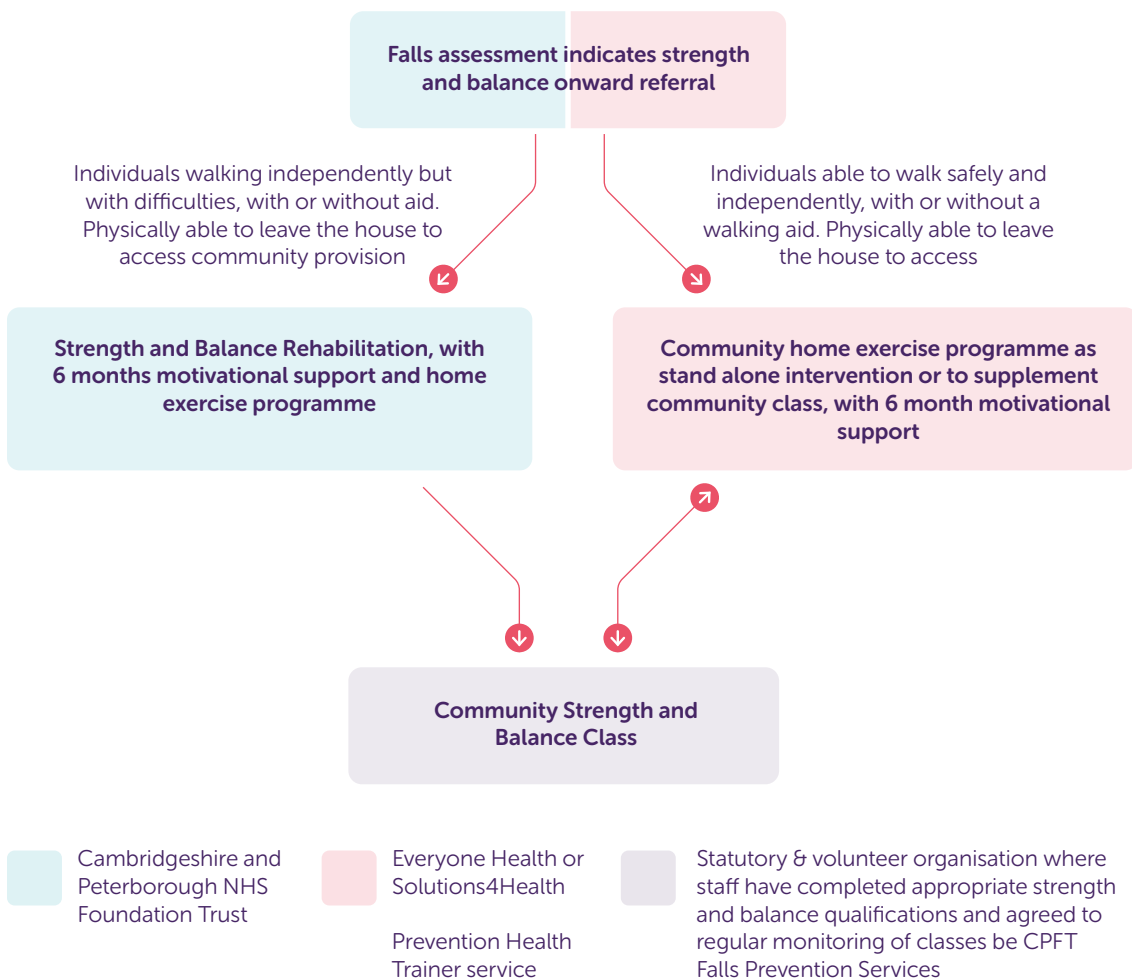 Falls assessment indicates strength
and balance onward referral
Individuals walking independently but
with difficulties, with or without aid.
Physically able to leave the house to
access community provision
Individuals able to walk safely and
independently, with or without a
walking aid. Physically able to leave
the house to access
Strength and Balance Rehabilitation, with
6 months motivational support and home
exercise programme
Community home exercise programme as
stand alone intervention or to supplement
community class, with 6 month motivational
support
Community Strength and
Balance Class
Cambridgeshire and
Peterborough NHS
Foundation Trust
Everyone Health or
Solutions4Health
Prevention Health
Trainer service
Statutory & volunteer organisation where
staff have completed appropriate strength
and balance qualifications and agreed to
regular monitoring of classes be CPFT
Falls Prevention Services